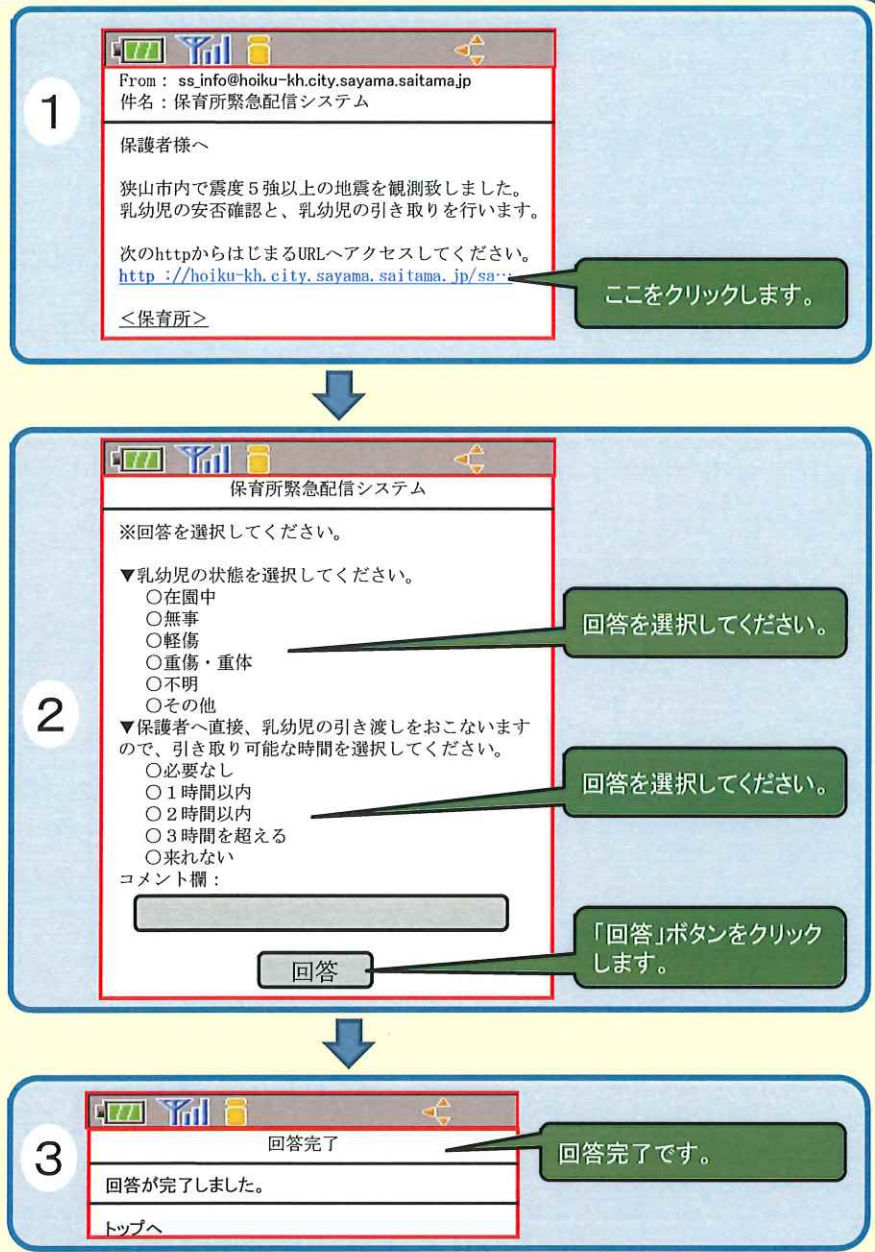 1
From : ss_info@hoiku-kh.city.sayama.saitama.jp
件名：保育所緊急配信システム
保護者様へ
狭山市内で震度５強以上の地震を観測致しました。
乳幼児の安否確認と、乳幼児の引き取りを行います。
次のhttpからはじまるURLへアクセスしてください。
http ://hoiku-kh.city.sayama.saitama.jp/sa…
ここをクリックします。
＜保育所＞
2
保育所緊急配信システム
※回答を選択してください。
▼乳幼児の状態を選択してください。
○在園中
○無事
○軽傷
○重傷・重体
○不明
○その他
回答を選択してください。
▼保護者へ直接、乳幼児の引き渡しをおこないます
ので、引き取り可能な時間を選択してください。
○必要なし
○１時間以内
○２時間以内
○３時間を超える
○来れない
回答を選択してください。
コメント欄：
回答
「回答」ボタンをクリック
します。
3
回答完了
回答完了です。
回答が完了しました。
トップへ